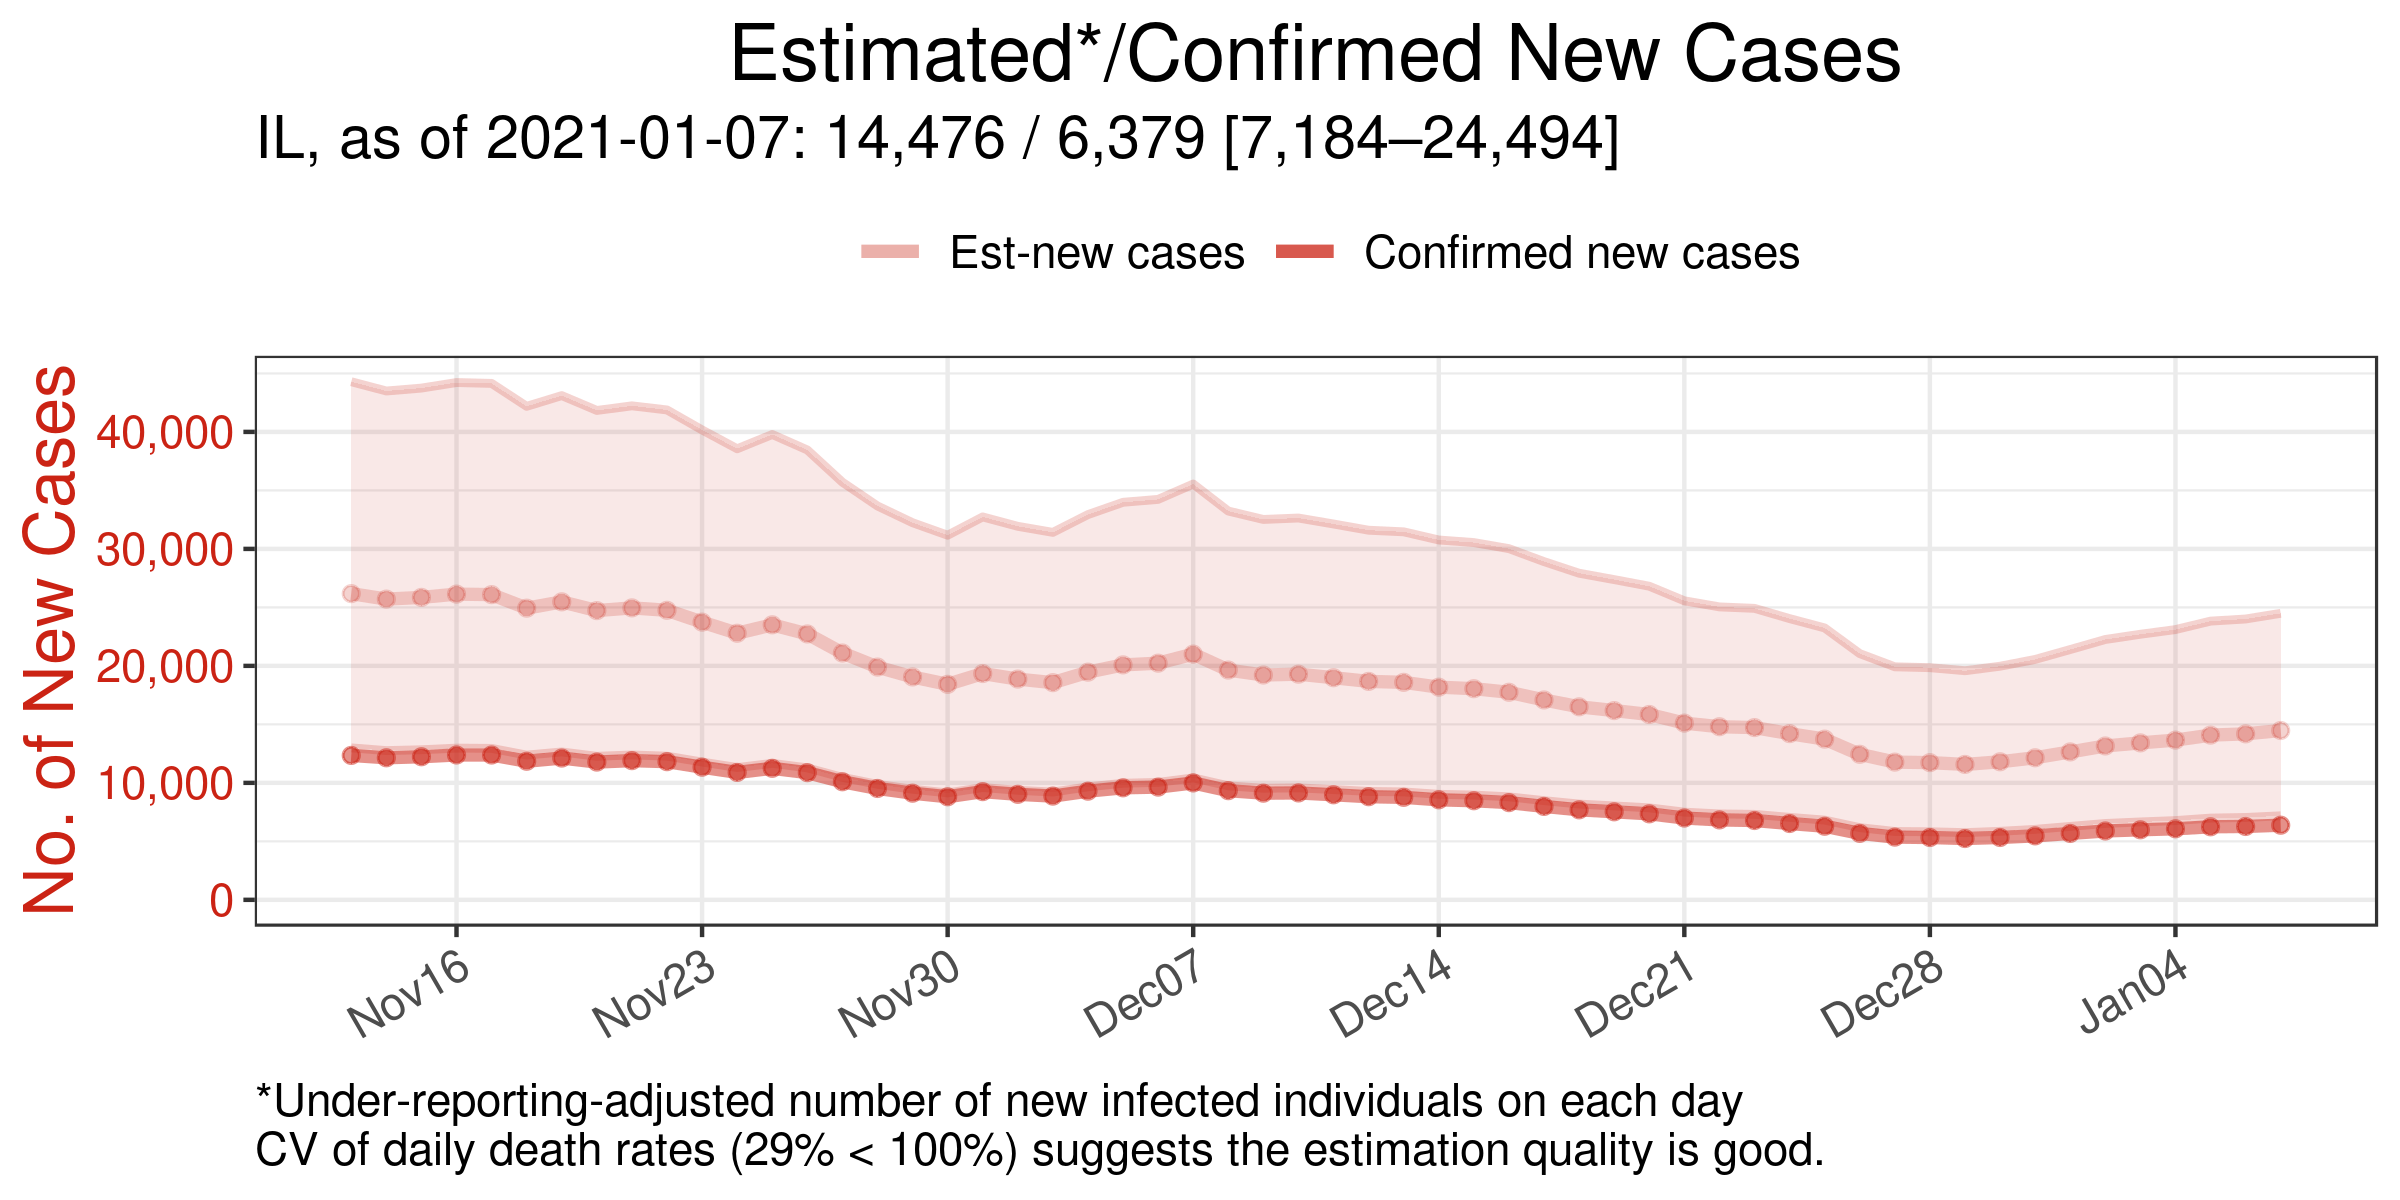 Estimated*/Confirmed New Cases
IL, as of 2021-01-07: 14,476 / 6,379 [7,184–24,494]
Est-new cases
Confirmed new cases
No. of New Cases
40,000
30,000
20,000
10,000
0
Nov16
Nov23
Nov30
Dec07
Dec14
Dec21
Dec28
Jan04
*Under-reporting-adjusted number of new infected individuals on each day
CV of daily death rates (29% < 100%) suggests the estimation quality is good.